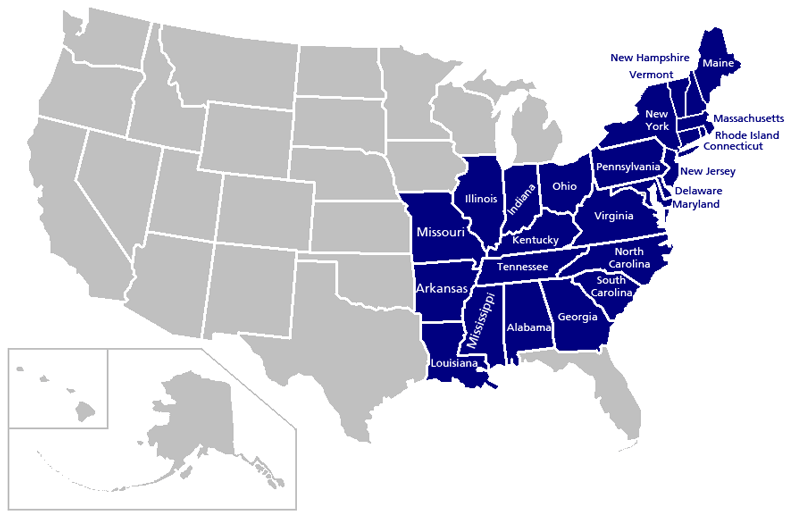 New Hampshire
Vermont
Maine
New
York
Massachusetts
Rhode Island
Connecticut
Pennsylvania
New Jersey
Delaware
Maryland
Illinois
Indiana
Ohio
Virginia
Missouri
Kentucky
North
Carolina
Tennessee
South
Carolina
Arkansas
Mississippi
Alabama
Georgia
Louisiana